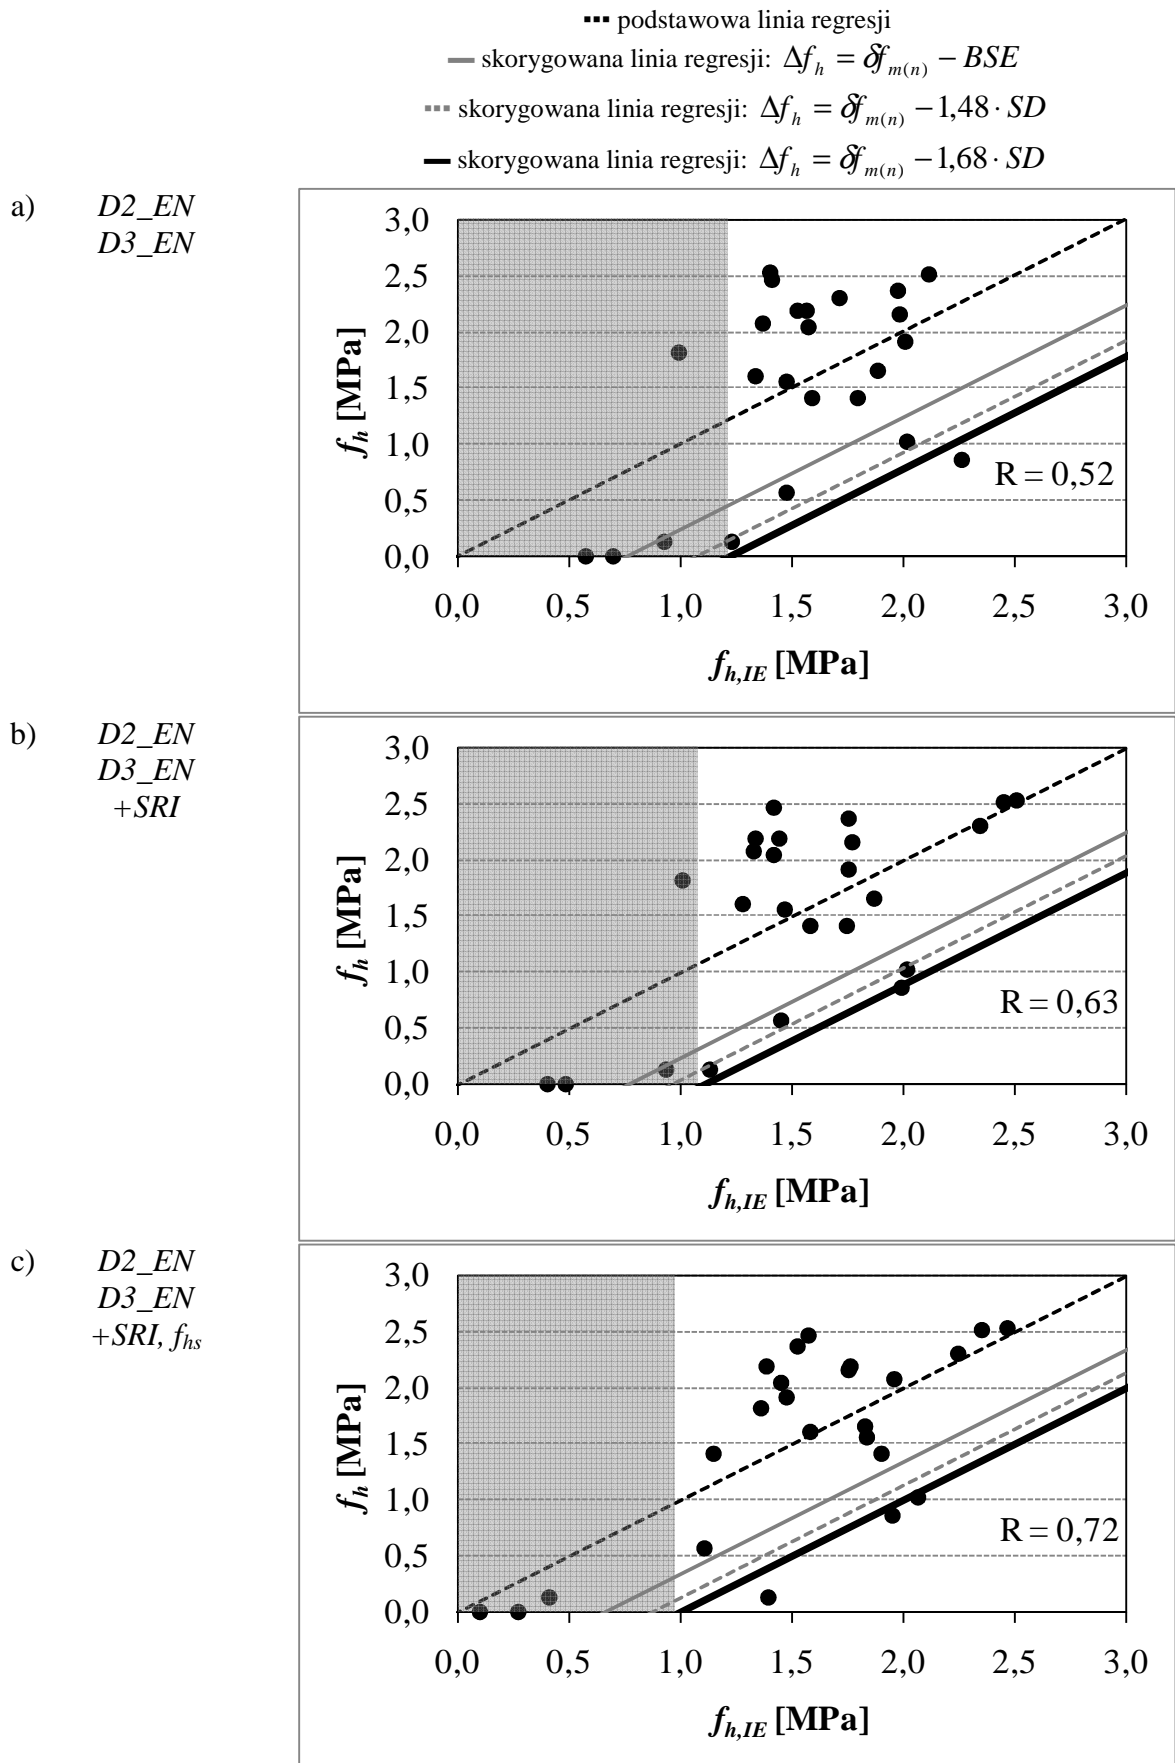 podstawowa linia regresji
skorygowana linia regresji: Δf_h = δf_m(n) − BSE
skorygowana linia regresji: Δf_h = δf_m(n) − 1,48 · SD
skorygowana linia regresji: Δf_h = δf_m(n) − 1,68 · SD
a) D2_EN
D3_EN
3,0
2,5
2,0
1,5
1,0
0,5
0,0
f_h [MPa]
R = 0,52
0,0 0,5 1,0 1,5 2,0 2,5 3,0
f_h,IE [MPa]
b) D2_EN
D3_EN
+SRI
3,0
2,5
2,0
1,5
1,0
0,5
0,0
f_h [MPa]
R = 0,63
0,0 0,5 1,0 1,5 2,0 2,5 3,0
f_h,IE [MPa]
c) D2_EN
D3_EN
+SRI, f_hs
3,0
2,5
2,0
1,5
1,0
0,5
0,0
f_h [MPa]
R = 0,72
0,0 0,5 1,0 1,5 2,0 2,5 3,0
f_h,IE [MPa]